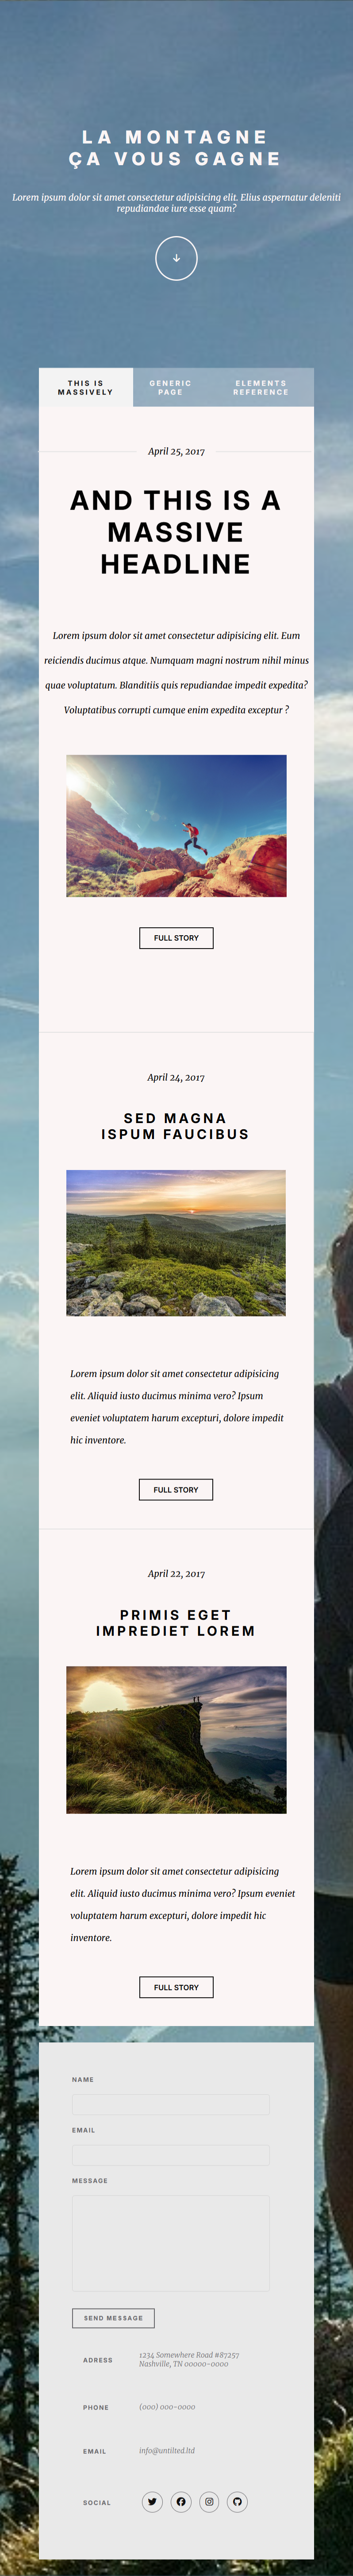 LA MONTAGNE
ÇA VOUS GAGNE
Lorem ipsum dolor sit amet consectetur adipisicing elit. Elius aspernatur deleniti
repudiandae iure esse quam?
THIS IS
MASSIVELY
GENERIC
PAGE
ELEMENTS
REFERENCE
April 25, 2017
AND THIS IS A
MASSIVE
HEADLINE
Lorem ipsum dolor sit amet consectetur adipisicing elit. Eum
reiciendis ducimus atque. Numquam magni nostrum nihil minus
quae voluptatum. Blanditiis quis repudiandae impedit expedita?
Voluptatibus corrupti cumque enim expedita exceptur ?
FULL STORY
April 24, 2017
SED MAGNA
ISPUM FAUCIBUS
Lorem ipsum dolor sit amet consectetur adipisicing
elit. Aliquid iusto ducimus minima vero? Ipsum
eveniet voluptatem harum excepturi, dolore impedit
hic inventore.
FULL STORY
April 22, 2017
PRIMIS EGET
IMPREDIET LOREM
Lorem ipsum dolor sit amet consectetur adipisicing
elit. Aliquid iusto ducimus minima vero? Ipsum eveniet
voluptatem harum excepturi, dolore impedit hic
inventore.
FULL STORY
NAME
EMAIL
MESSAGE
SEND MESSAGE
ADRESS
1234 Somewhere Road #87257
Nashville, TN 00000-0000
PHONE
(000) 000-0000
EMAIL
info@untilted.ltd
SOCIAL